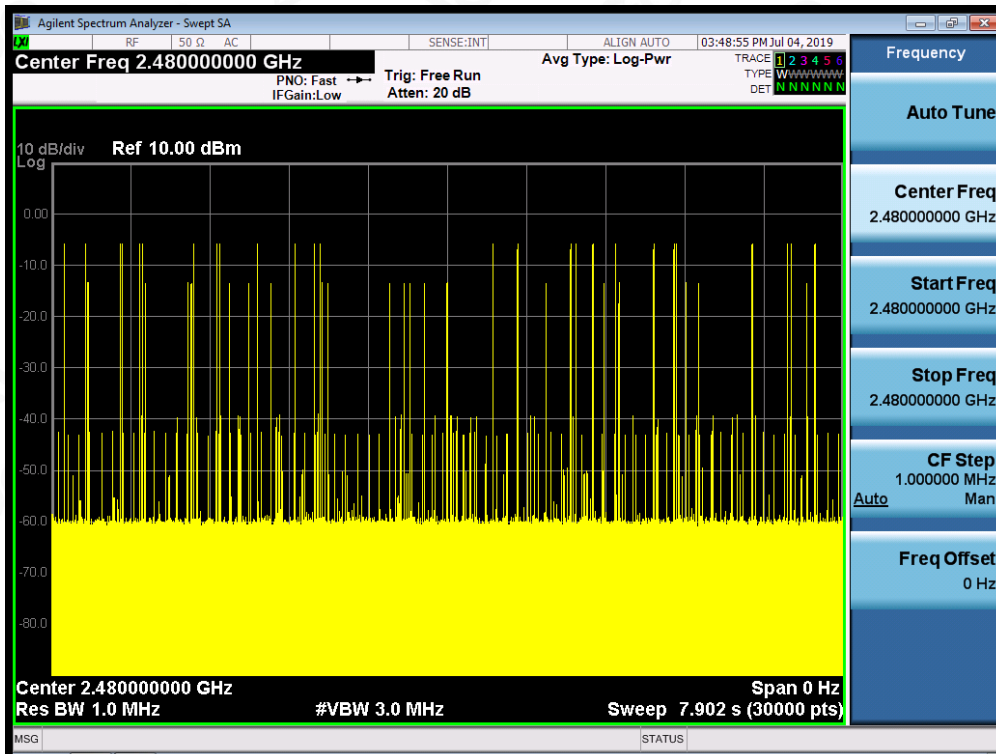 Agilent Spectrum Analyzer - Swept SA
LXI RF 50 Ω AC SENSE:INT ALIGN AUTO 03:48:55 PM Jul 04, 2019
Center Freq 2.480000000 GHz
PNO: Fast
IFGain:Low
Trig: Free Run
Atten: 20 dB
Avg Type: Log-Pwr
TRACE 1 2 3 4 5 6
TYPE WWWWWWW
DET N N N N N N
10 dB/div Ref 10.00 dBm
Log
0.00
-10.0
-20.0
-30.0
-40.0
-50.0
-60.0
-70.0
-80.0
Center 2.480000000 GHz Span 0 Hz
Res BW 1.0 MHz #VBW 3.0 MHz Sweep 7.902 s (30000 pts)
MSG STATUS
Frequency
Auto Tune
Center Freq
2.480000000 GHz
Start Freq
2.480000000 GHz
Stop Freq
2.480000000 GHz
CF Step
1.000000 MHz
Auto Man
Freq Offset
0 Hz